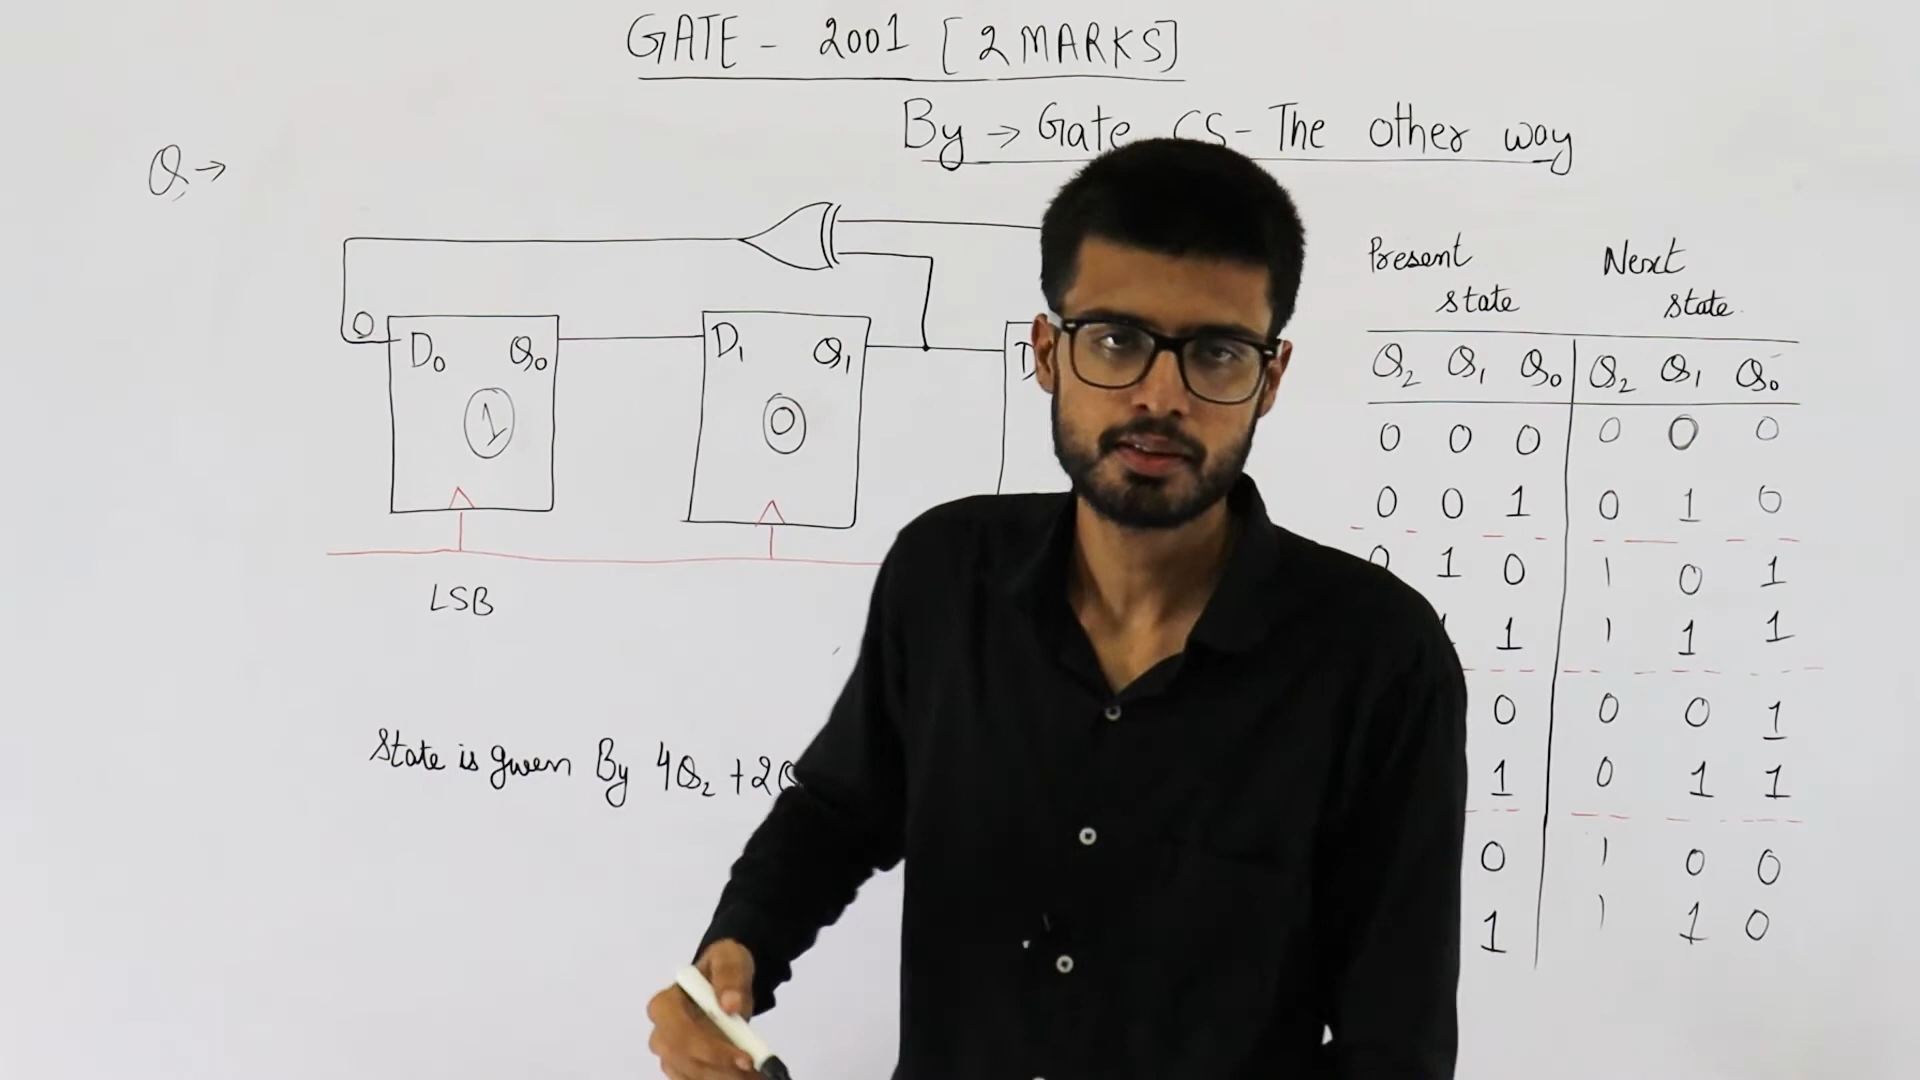 GATE - 2001 [2 MARKS]
By → Gate CS - The other way
Q →
0
D₀ Q₀
D₁ Q₁
D
1
0
LSB
State is given By 4Q₂ + 2Q
Present state
Next state
Q₂ Q₁ Q₀ Q₂ Q₁ Q₀
0 0 0 0 0 0
0 0 1 0 1 0
0 1 0 1 0 1
1 1 1 1 1
0 0 0 1
1 0 1 1
0 1 0 0
1 1 1 0